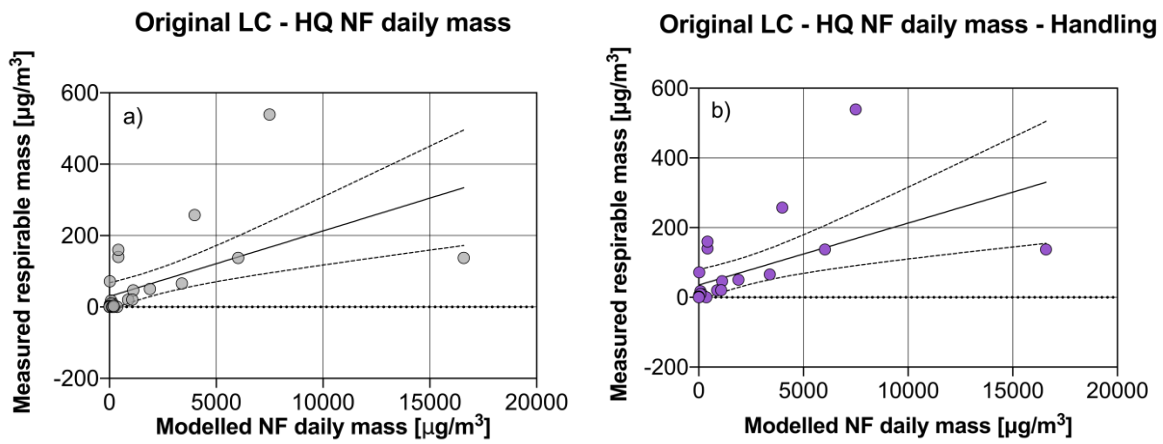 Original LC - HQ NF daily mass
Measured respirable mass [µg/m³]
600
400
200
0
-200
a)
0
5000
10000
15000
20000
Modelled NF daily mass [µg/m³]
Original LC - HQ NF daily mass - Handling
Measured respirable mass [µg/m³]
600
400
200
0
-200
b)
0
5000
10000
15000
20000
Modelled NF daily mass [µg/m³]